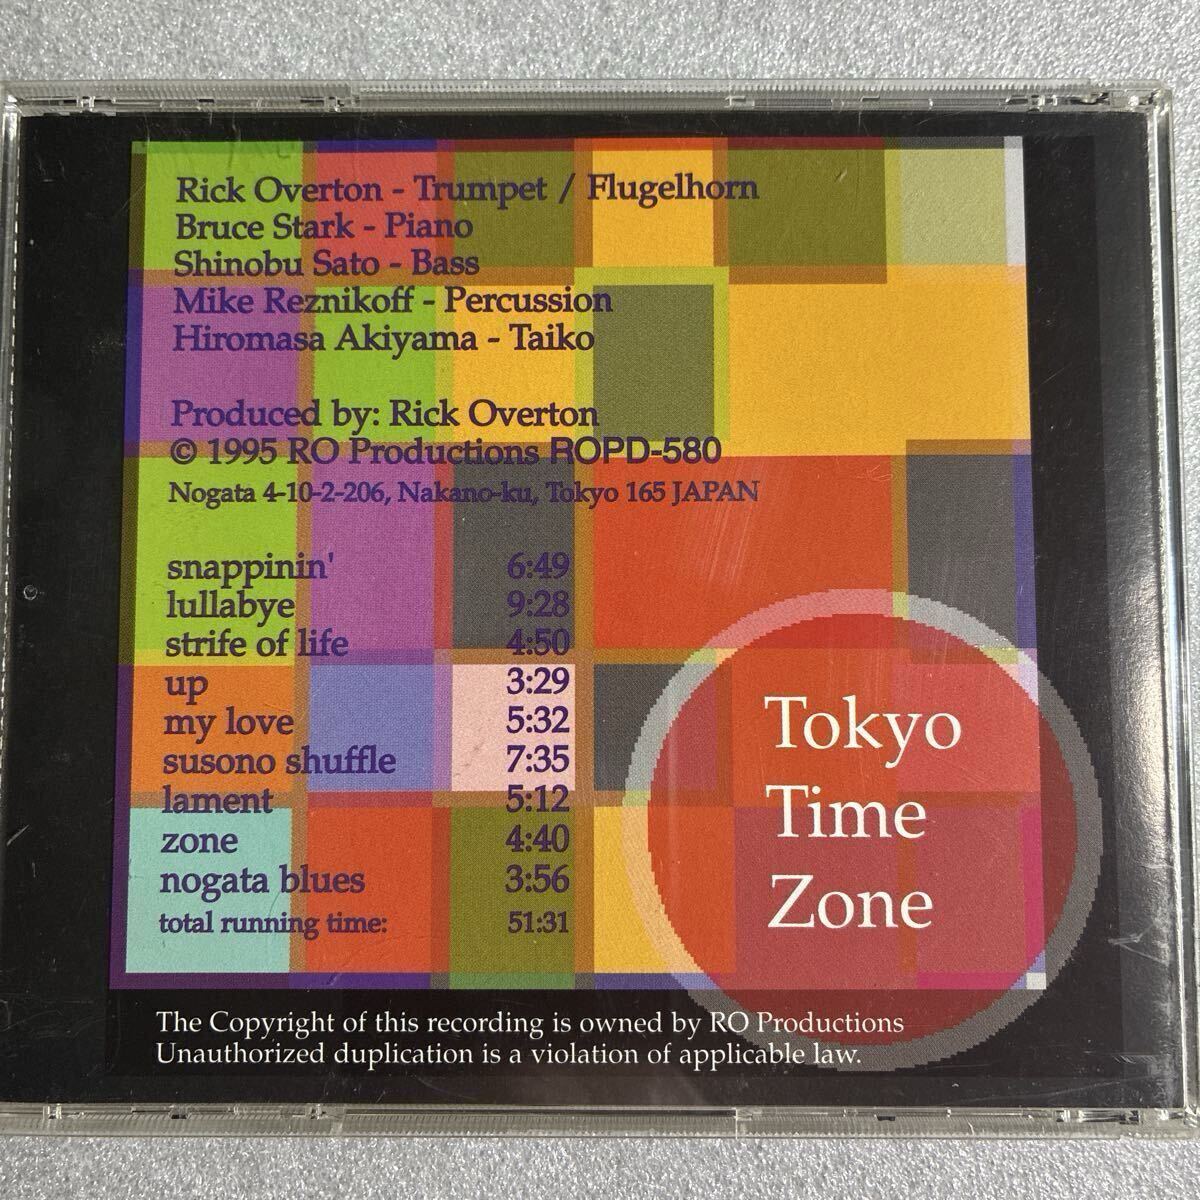 Rick Overton - Trumpet / Flugelhorn
Bruce Stark - Piano
Shinobu Sato - Bass
Mike Reznikoff - Percussion
Hiromasa Akiyama - Taiko
Produced by: Rick Overton
© 1995 RO Productions ROPD-580
Nogata 4-10-2-206, Nakano-ku, Tokyo 165 JAPAN
snappinin' 6:49
lullabye 9:28
strife of life 4:50
up 3:29
my love 5:32
susono shuffle 7:35
lament 5:12
zone 4:40
nogata blues 3:56
total running time: 51:31
Tokyo
Time
Zone
The Copyright of this recording is owned by RO Productions
Unauthorized duplication is a violation of applicable law.